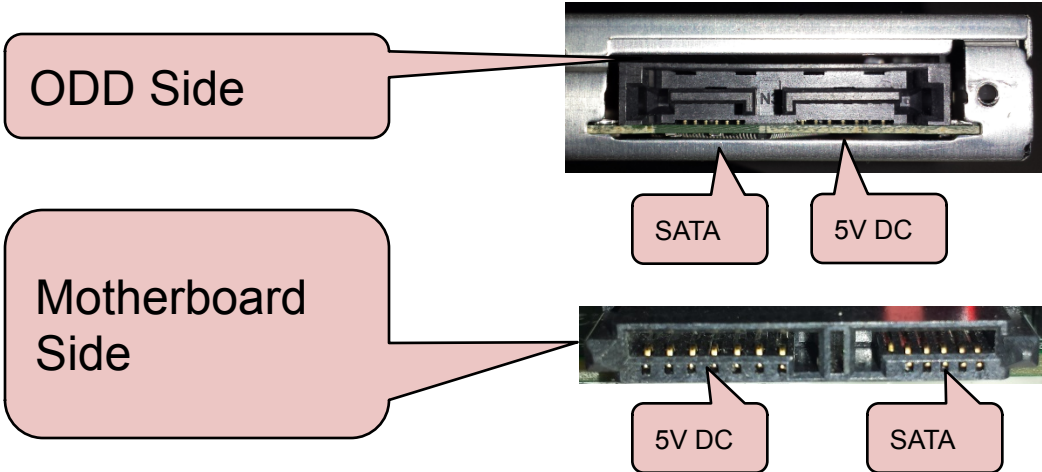 ODD Side
SATA
5V DC
Motherboard
Side
5V DC
SATA